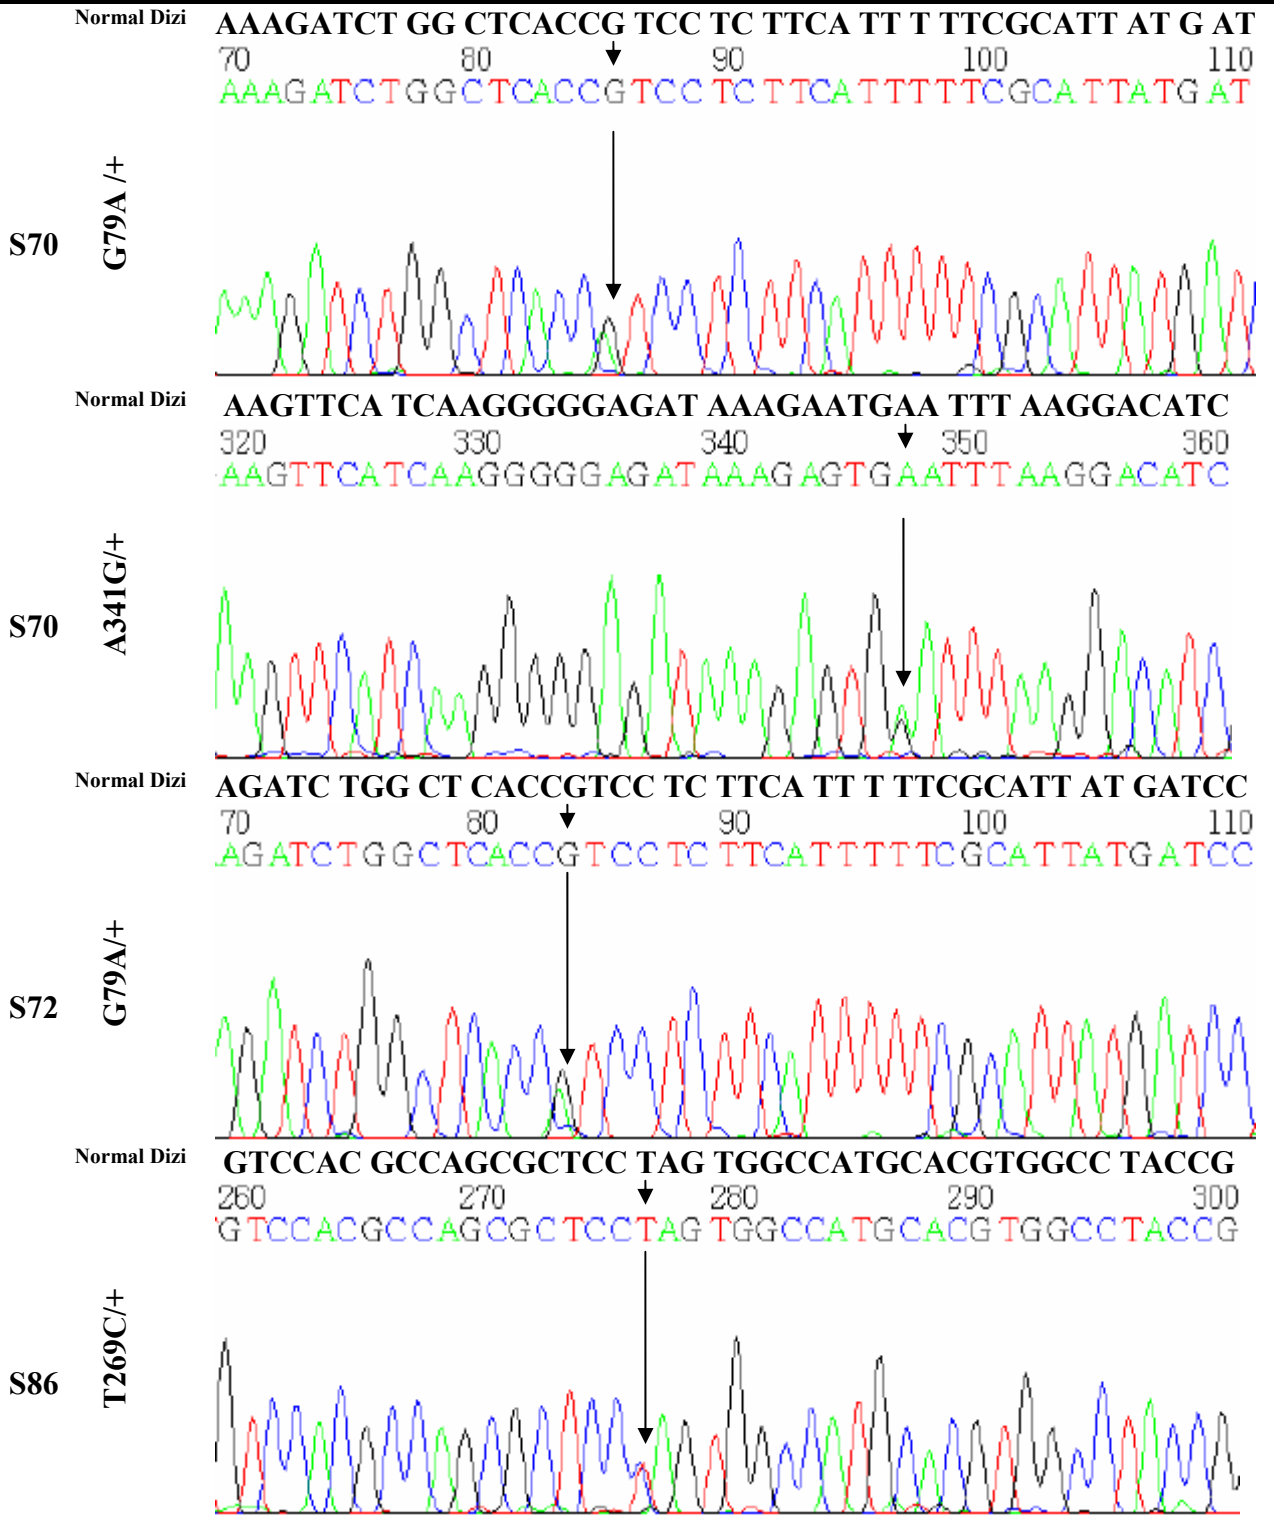 Normal Dizi AAAGATCT GG CTCACCG TCC TC TTCA TT T TTCGCATT AT G AT
70 80 90 100 110
AAAGATCTGGCTCACCGTCCTCTTCATTTTTCGCATTATGAT
S70 G79A /+
Normal Dizi AAGTTCA TCAAGGGGGAGAT AAAGAATGAA TTT AAGGACATC
320 330 340 350 360
AAGTTCATCAAGGGGGAGATAAAGAGTGAATTTAAGGACATC
S70 A341G/+
Normal Dizi AGATC TGG CT CACCGTCC TC TTCA TT T TTCGCATT AT GATCC
70 80 90 100 110
AGATCTGGCTCACCGTCCTCTTCATTTTTCGCATTATGATCC
S72 G79A/+
Normal Dizi GTCCAC GCCAGCGCTCC TAG TGGCCATGCACGTGGCC TACCG
260 270 280 290 300
GTCCACGCCAGCGCTCCTAGTGGCCATGCACGTGGCCTACCG
S86 T269C/+